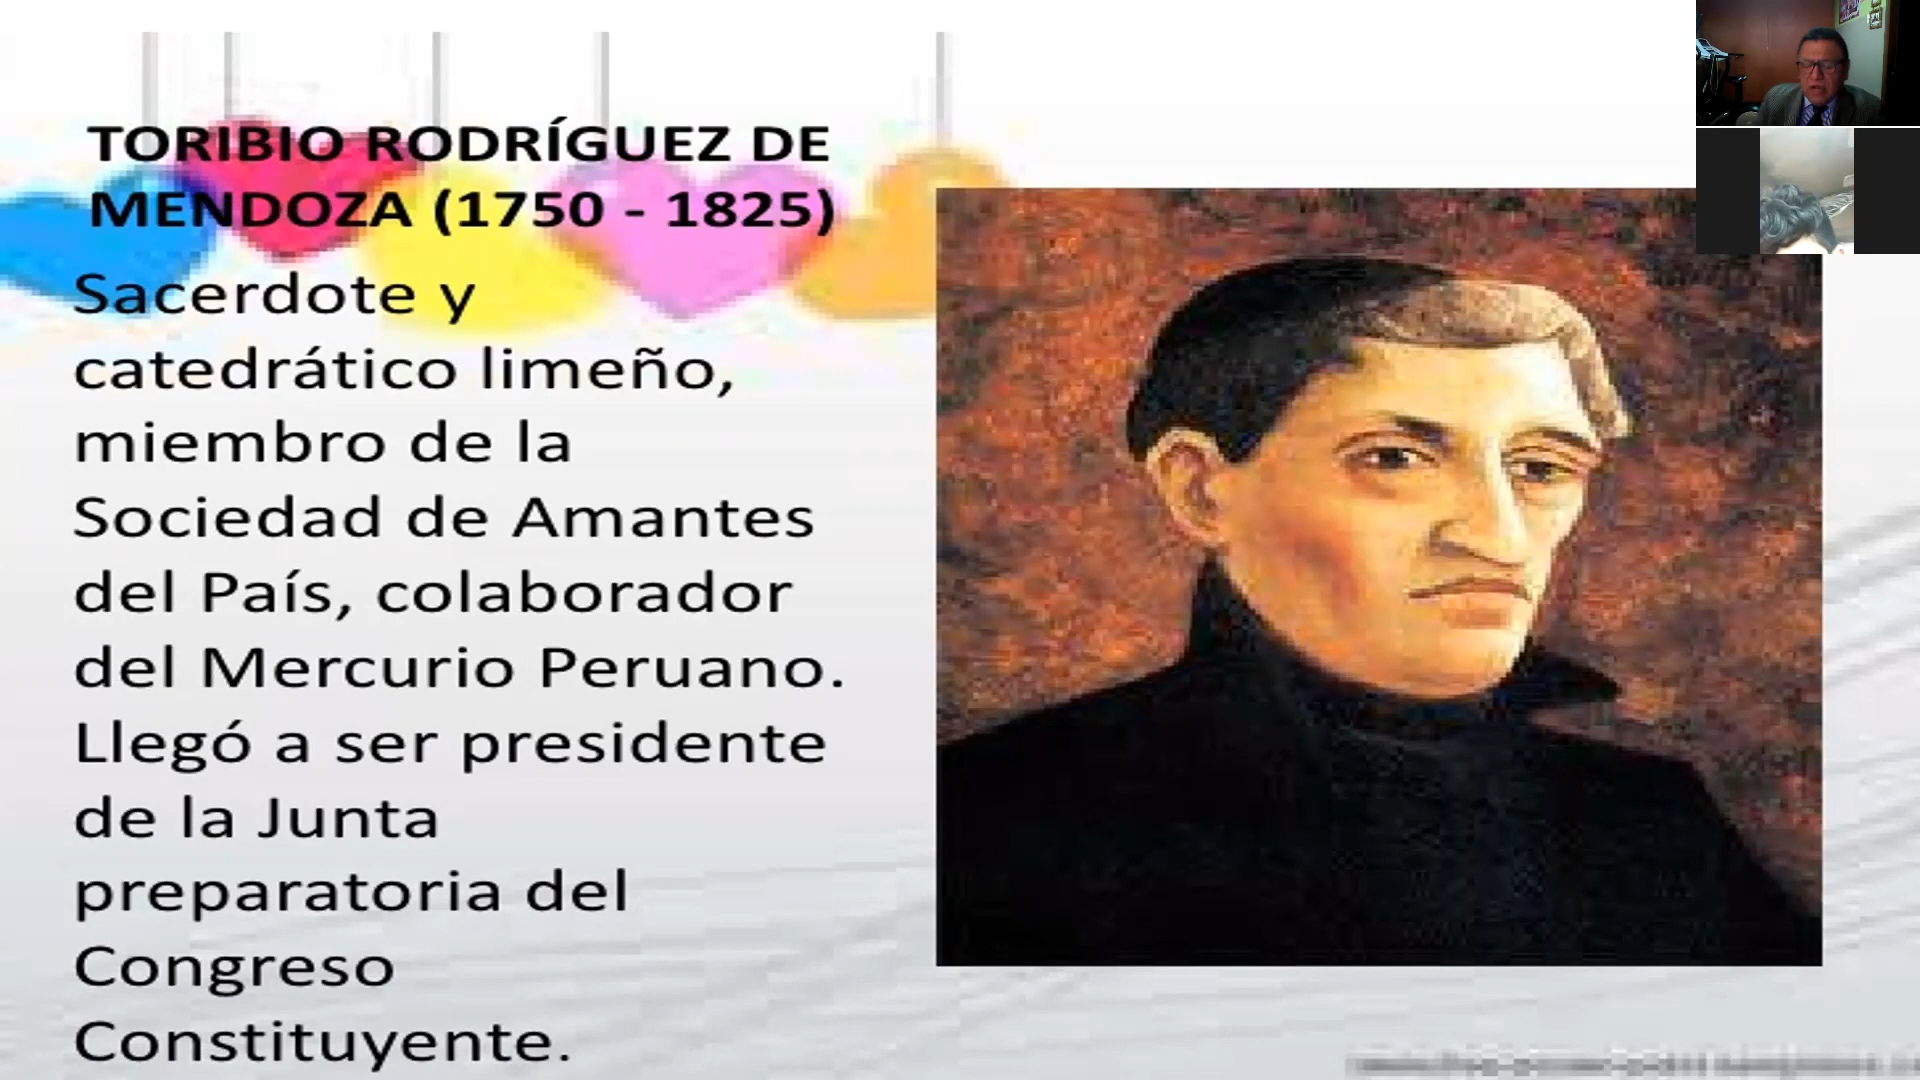 TORIBIO RODRÍGUEZ DE
MENDOZA (1750 - 1825)
Sacerdote y
catedrático limeño,
miembro de la
Sociedad de Amantes
del País, colaborador
del Mercurio Peruano.
Llegó a ser presidente
de la Junta
preparatoria del
Congreso
Constituyente.